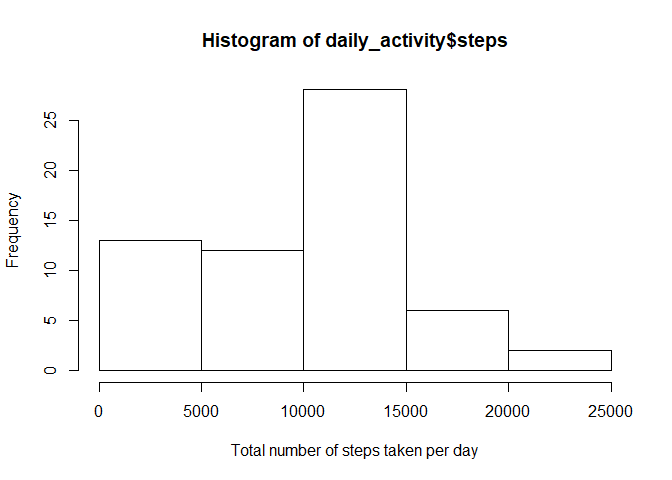 Histogram of daily_activity$steps
25
20
15
10
5
0
Frequency
0 5000 10000 15000 20000 25000
Total number of steps taken per day